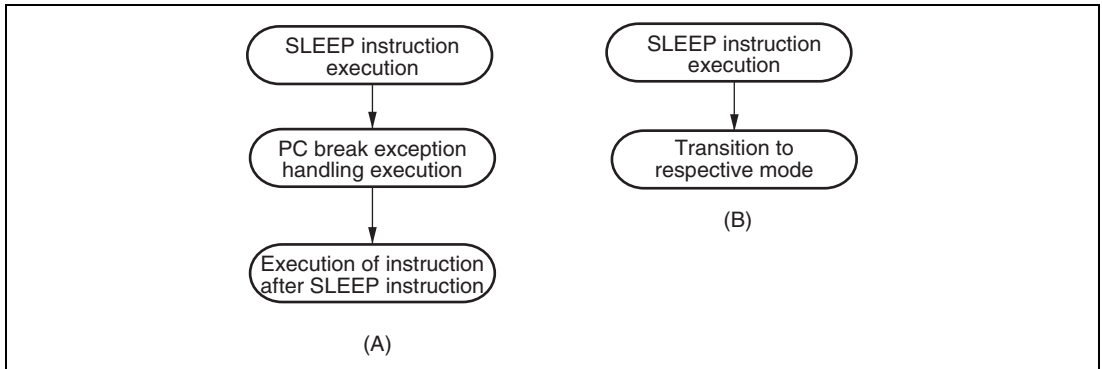 SLEEP instruction
execution
PC break exception
handling execution
Execution of instruction
after SLEEP instruction
(A)
SLEEP instruction
execution
Transition to
respective mode
(B)